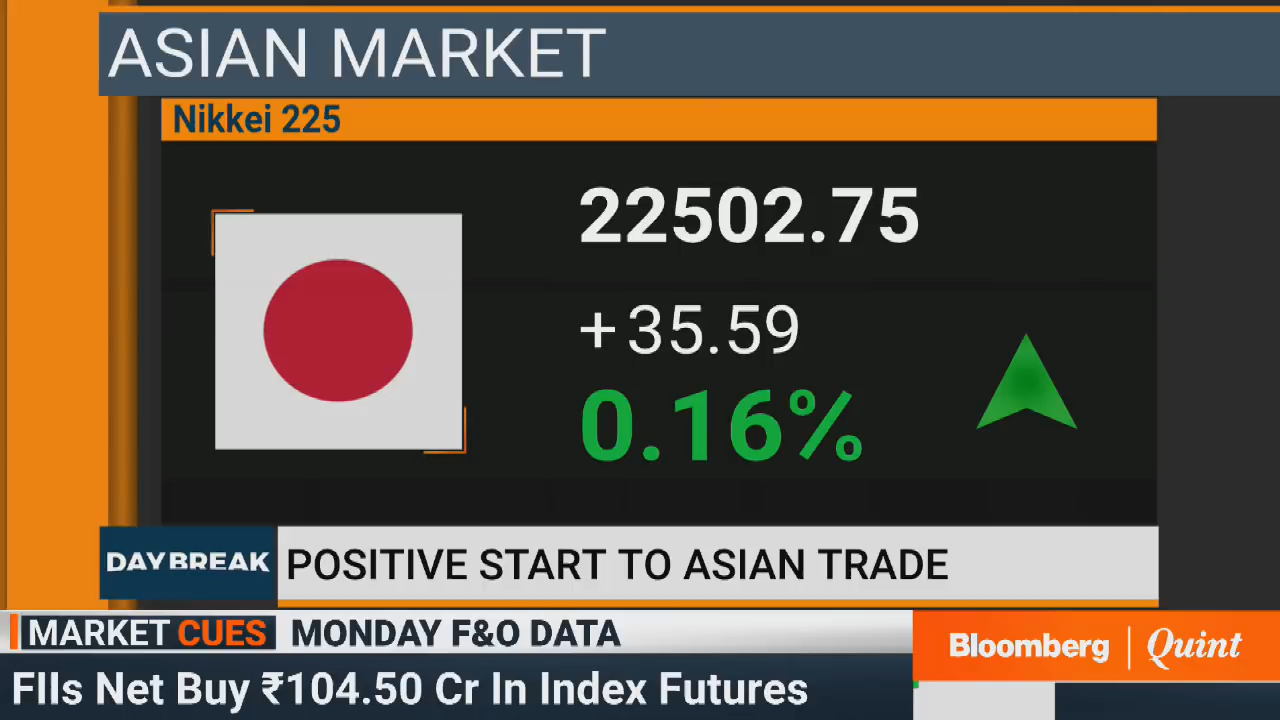 ASIAN MARKET
Nikkei 225
22502.75
+35.59
0.16%
DAYBREAK
POSITIVE START TO ASIAN TRADE
MARKET CUES MONDAY F&O DATA
Bloomberg | Quint
FIIs Net Buy ₹104.50 Cr In Index Futures